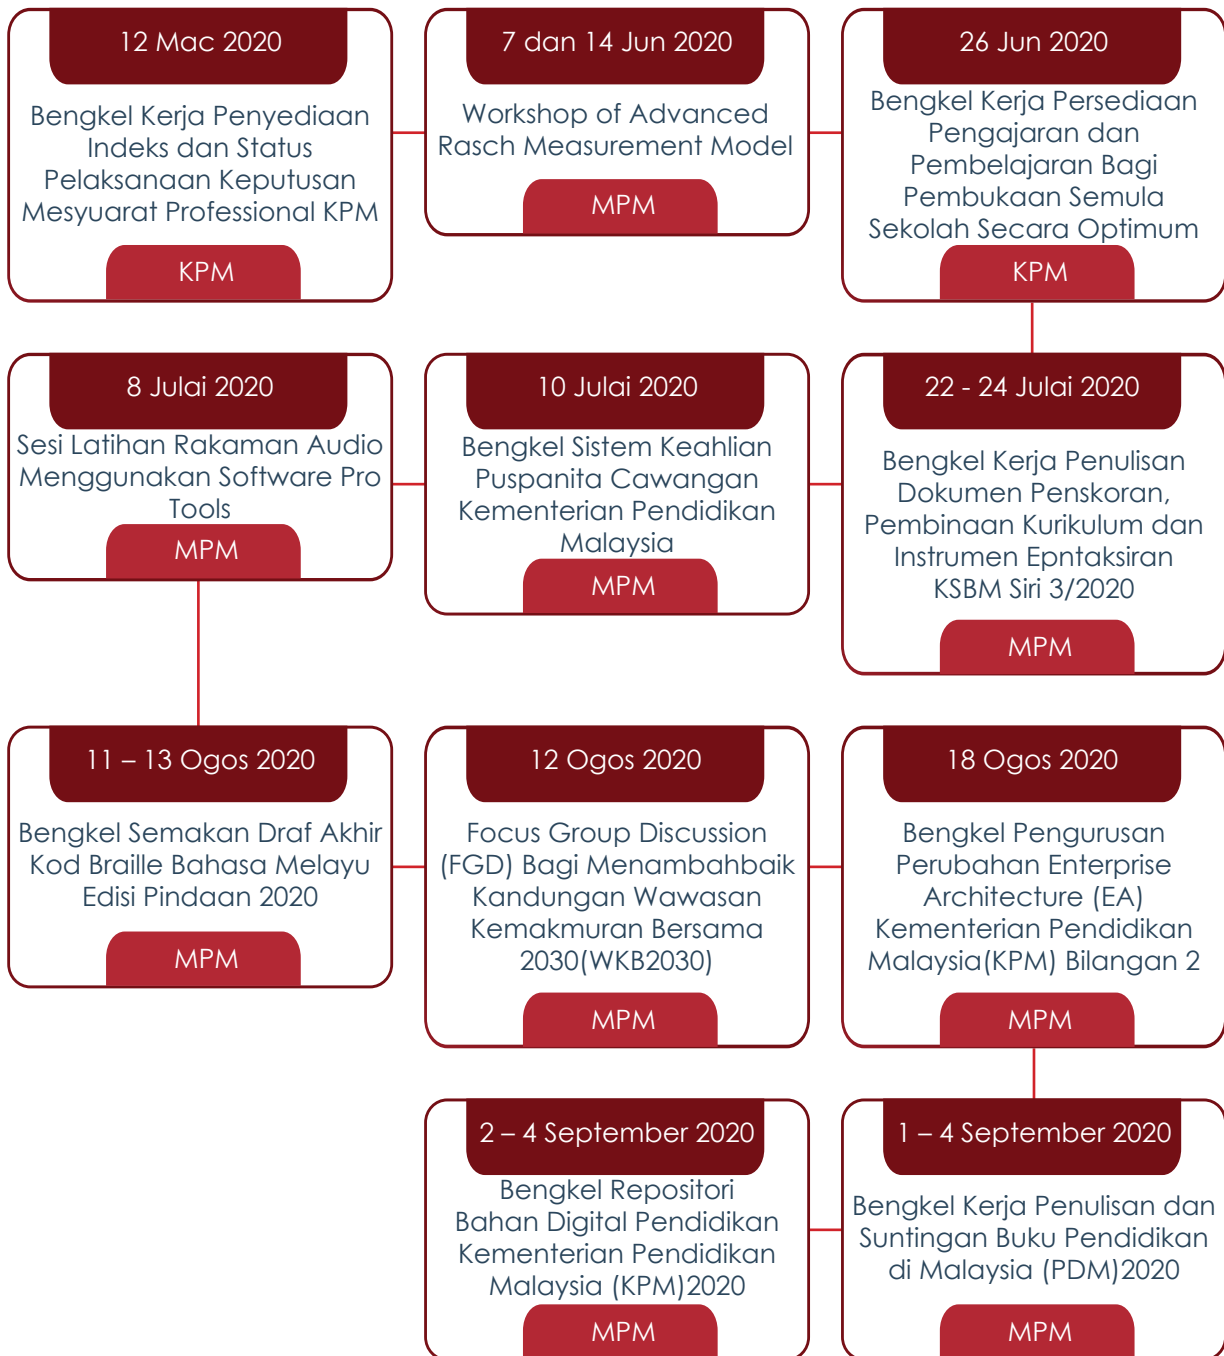 12 Mac 2020
Bengkel Kerja Penyediaan
Indeks dan Status
Pelaksanaan Keputusan
Mesyuarat Professional KPM
KPM
7 dan 14 Jun 2020
Workshop of Advanced
Rasch Measurement Model
MPM
26 Jun 2020
Bengkel Kerja Persediaan
Pengajaran dan
Pembelajaran Bagi
Pembukaan Semula
Sekolah Secara Optimum
KPM
8 Julai 2020
Sesi Latihan Rakaman Audio
Menggunakan Software Pro
Tools
MPM
10 Julai 2020
Bengkel Sistem Keahlian
Puspanita Cawangan
Kementerian Pendidikan
Malaysia
MPM
22 - 24 Julai 2020
Bengkel Kerja Penulisan
Dokumen Penskoran,
Pembinaan Kurikulum dan
Instrumen Epntaksiran
KSBM Siri 3/2020
MPM
11 – 13 Ogos 2020
Bengkel Semakan Draf Akhir
Kod Braille Bahasa Melayu
Edisi Pindaan 2020
MPM
12 Ogos 2020
Focus Group Discussion
(FGD) Bagi Menambahbaik
Kandungan Wawasan
Kemakmuran Bersama
2030(WKB2030)
MPM
18 Ogos 2020
Bengkel Pengurusan
Perubahan Enterprise
Architecture (EA)
Kementerian Pendidikan
Malaysia(KPM) Bilangan 2
MPM
2 – 4 September 2020
Bengkel Repositori
Bahan Digital Pendidikan
Kementerian Pendidikan
Malaysia (KPM)2020
MPM
1 – 4 September 2020
Bengkel Kerja Penulisan dan
Suntingan Buku Pendidikan
di Malaysia (PDM)2020
MPM